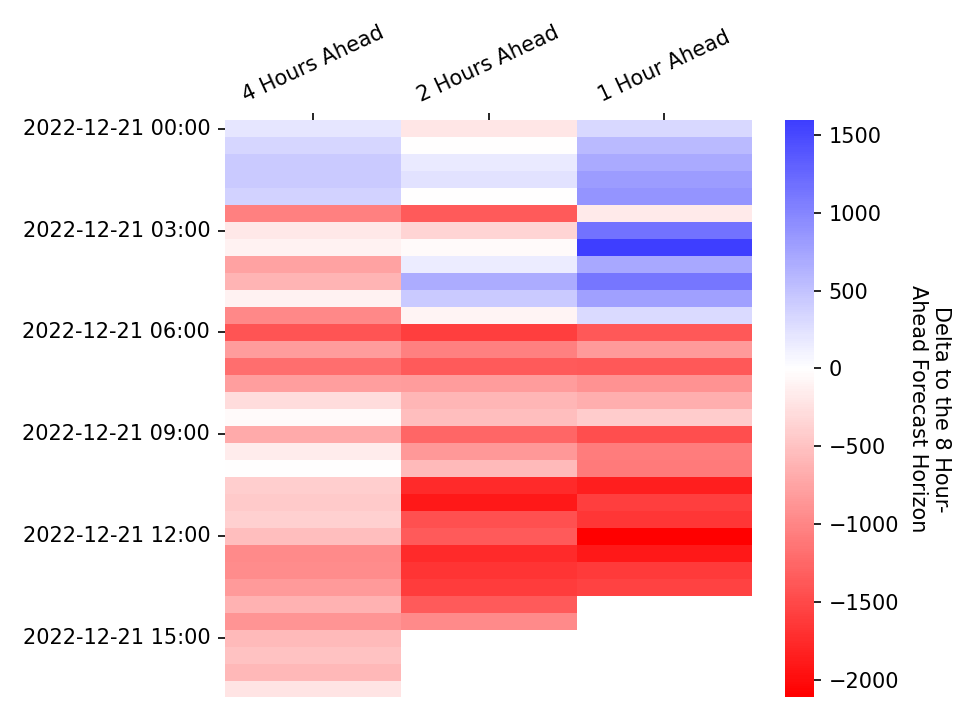 4 Hours Ahead
2 Hours Ahead
1 Hour Ahead
2022-12-21 00:00
2022-12-21 03:00
2022-12-21 06:00
2022-12-21 09:00
2022-12-21 12:00
2022-12-21 15:00
1500
1000
500
0
−500
−1000
−1500
−2000
Delta to the 8 Hour-
Ahead Forecast Horizon